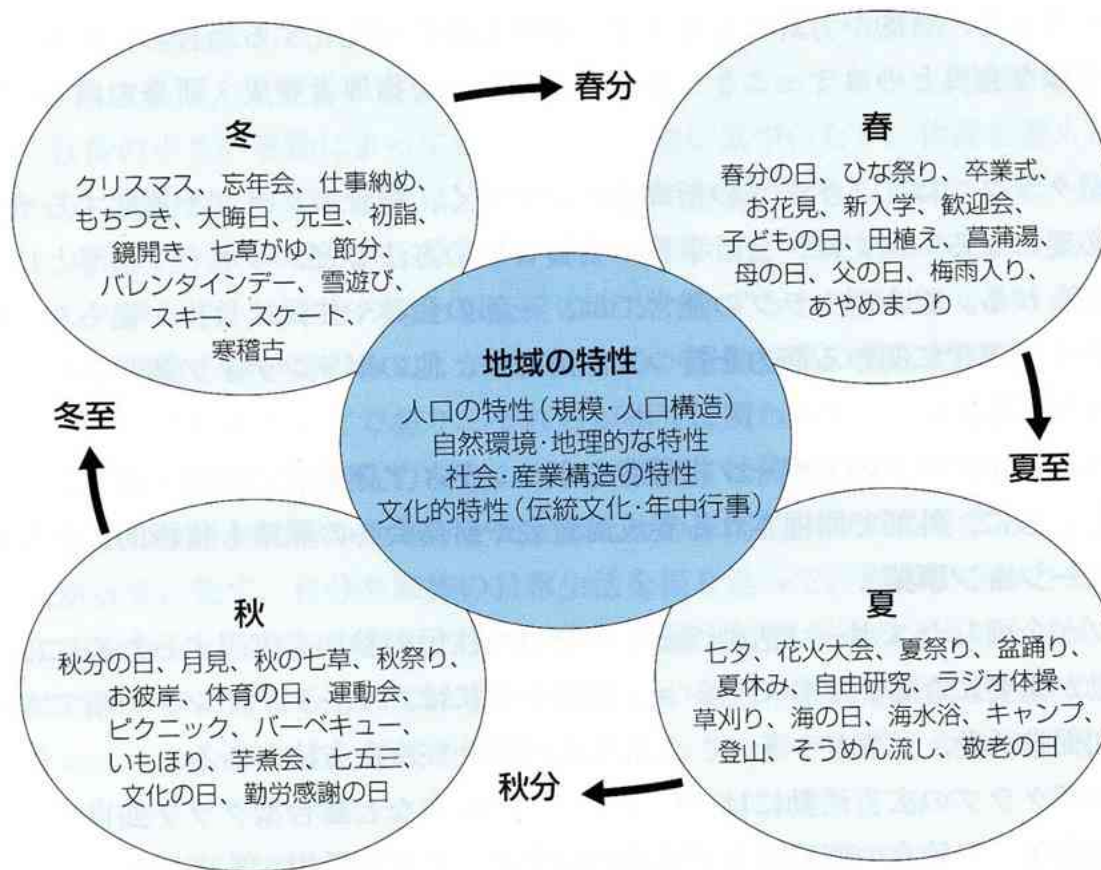 春分
冬
クリスマス、忘年会、仕事納め、
もちつき、大晦日、元旦、初詣、
鏡開き、七草がゆ、節分、
バレンタインデー、雪遊び、
スキー、スケート、
寒稽古
春
春分の日、ひな祭り、卒業式、
お花見、新入学、歓迎会、
子どもの日、田植え、菖蒲湯、
母の日、父の日、梅雨入り、
あやめまつり
地域の特性
人口の特性(規模・人口構造)
自然環境・地理的な特性
社会・産業構造の特性
文化的特性(伝統文化・年中行事)
冬至
夏至
秋
秋分の日、月見、秋の七草、秋祭り、
お彼岸、体育の日、運動会、
ピクニック、バーベキュー、
いもほり、芋煮会、七五三、
文化の日、勤労感謝の日
夏
七夕、花火大会、夏祭り、盆踊り、
夏休み、自由研究、ラジオ体操、
草刈り、海の日、海水浴、キャンプ、
登山、そうめん流し、敬老の日
秋分